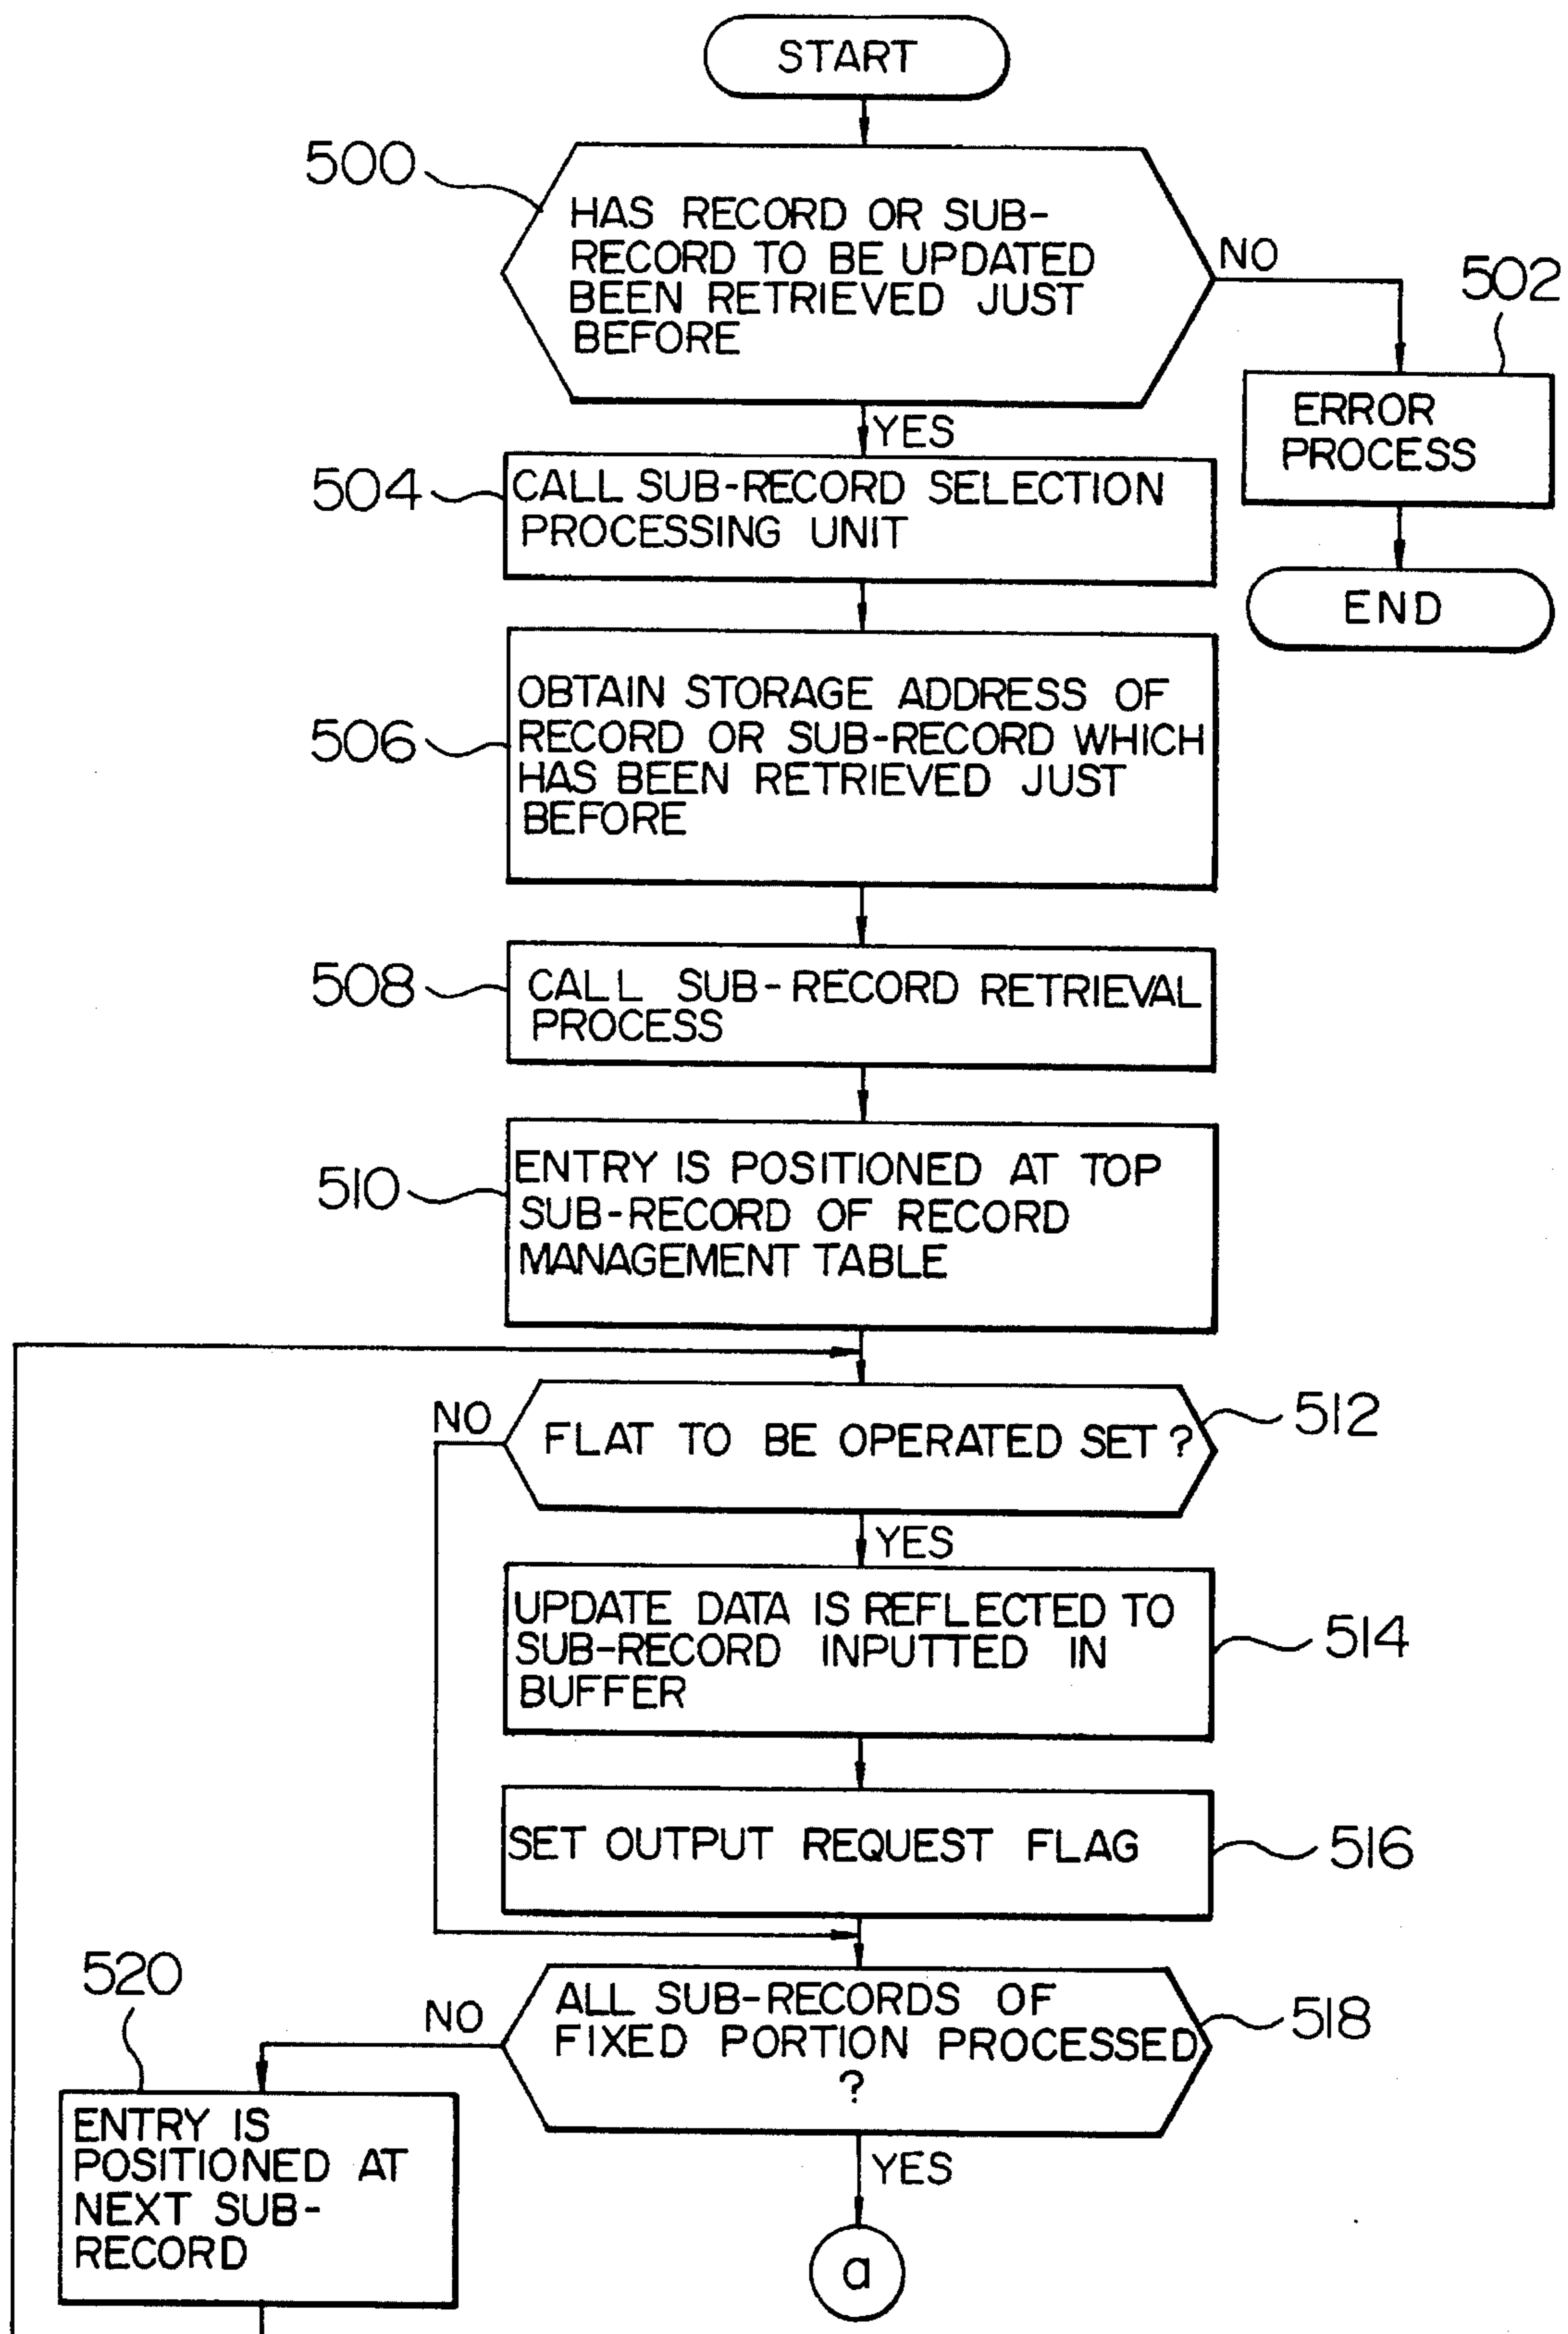 START
500
HAS RECORD OR SUB-
RECORD TO BE UPDATED
BEEN RETRIEVED JUST
BEFORE
NO
502
ERROR
PROCESS
END
YES
504
CALL SUB-RECORD SELECTION
PROCESSING UNIT
506
OBTAIN STORAGE ADDRESS OF
RECORD OR SUB-RECORD WHICH
HAS BEEN RETRIEVED JUST
BEFORE
508
CALL SUB-RECORD RETRIEVAL
PROCESS
510
ENTRY IS POSITIONED AT TOP
SUB-RECORD OF RECORD
MANAGEMENT TABLE
NO
FLAT TO BE OPERATED SET ?
512
YES
UPDATE DATA IS REFLECTED TO
SUB-RECORD INPUTTED IN
BUFFER
514
SET OUTPUT REQUEST FLAG
516
520
NO
ALL SUB-RECORDS OF
FIXED PORTION PROCESSED
?
518
ENTRY IS
POSITIONED AT
NEXT SUB-
RECORD
YES
a